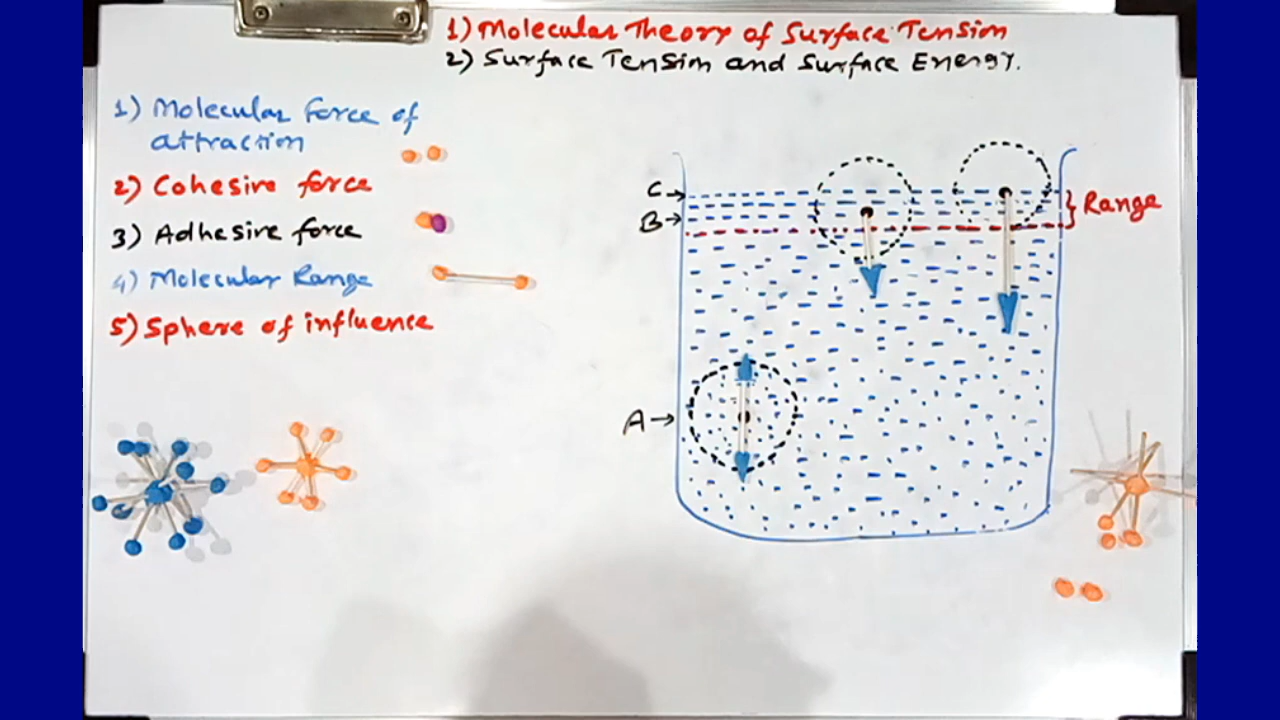 1) Molecular Theory of Surface Tension
2) Surface Tension and Surface Energy.
1) Molecular force of
attraction
2) Cohesive force
3) Adhesive force
4) Molecular Range
5) Sphere of influence
C
B
Range
A